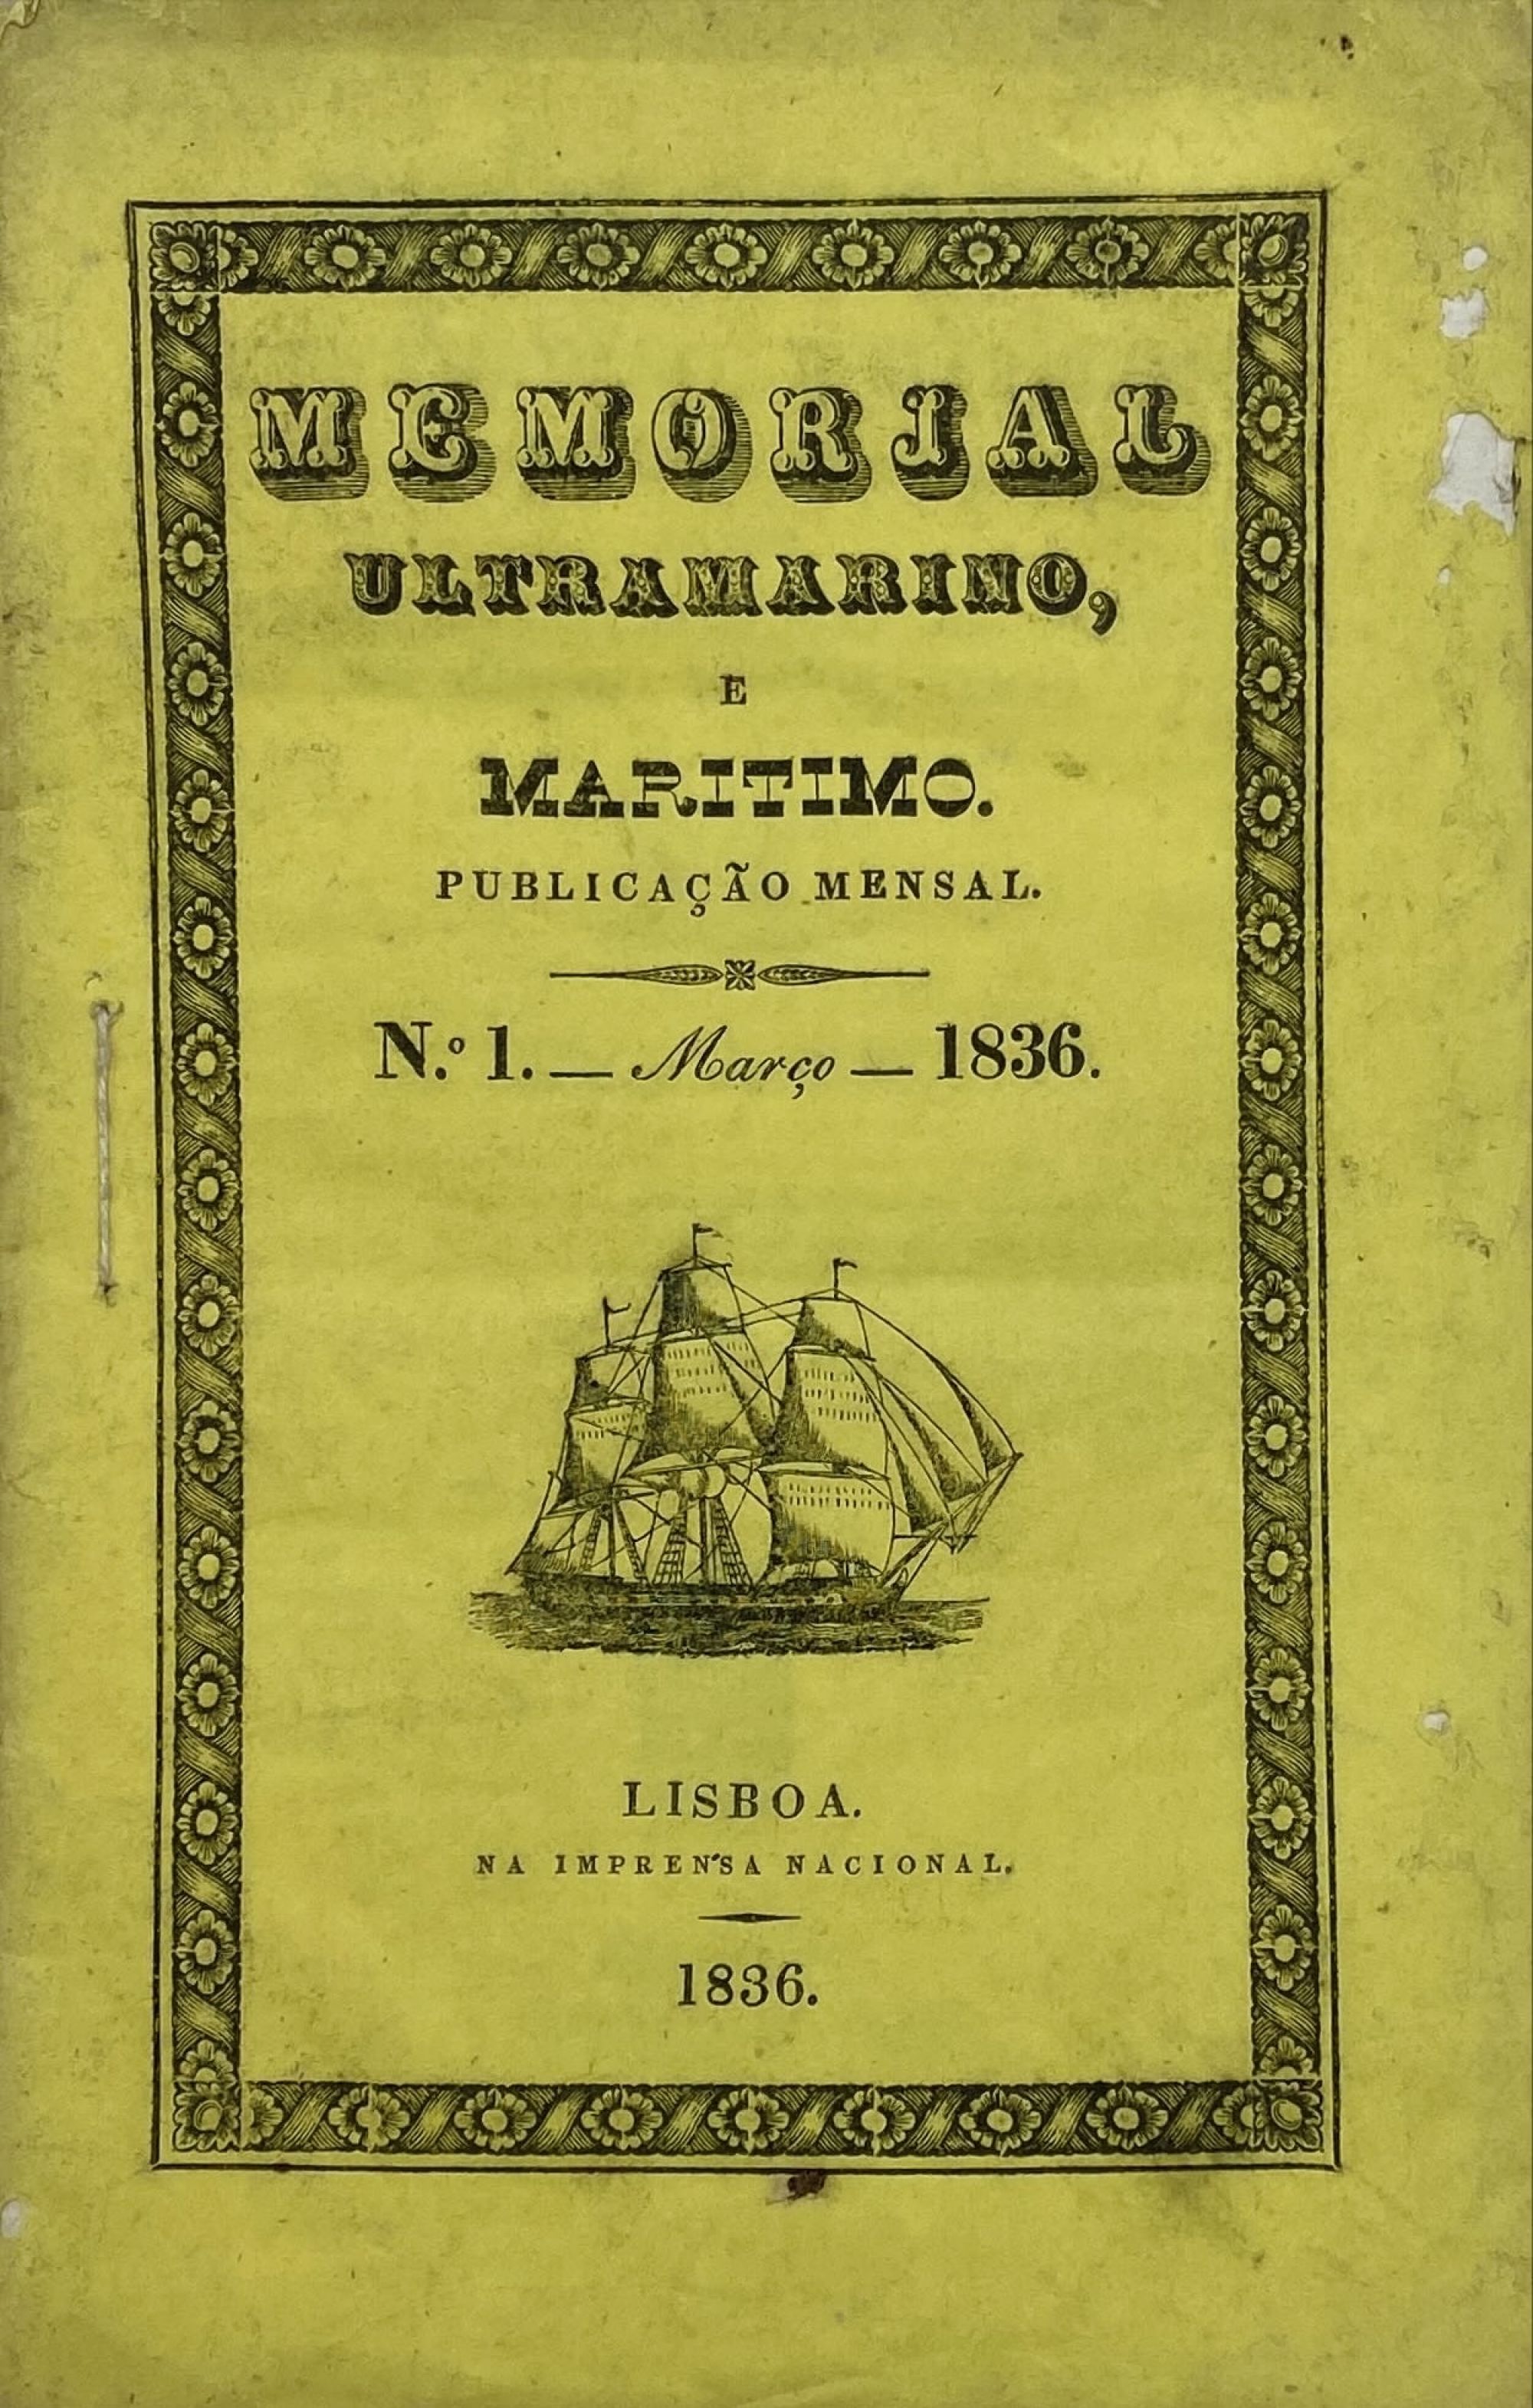 MEMORIAL
ULTRAMARINO,
E
MARITIMO.
PUBLICAÇÃO MENSAL.
N.º 1. — Março — 1836.
LISBOA.
NA IMPRENSA NACIONAL.
1836.